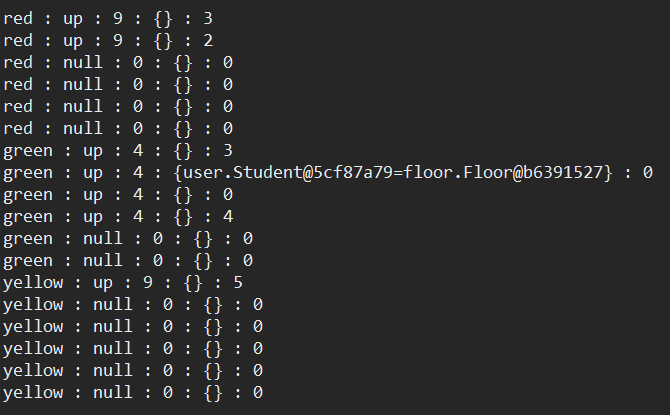 red : up : 9 : {} : 3
red : up : 9 : {} : 2
red : null : 0 : {} : 0
red : null : 0 : {} : 0
red : null : 0 : {} : 0
red : null : 0 : {} : 0
green : up : 4 : {} : 3
green : up : 4 : {user.Student@5cf87a79=floor.Floor@b6391527} : 0
green : up : 4 : {} : 0
green : up : 4 : {} : 4
green : null : 0 : {} : 0
green : null : 0 : {} : 0
yellow : up : 9 : {} : 5
yellow : null : 0 : {} : 0
yellow : null : 0 : {} : 0
yellow : null : 0 : {} : 0
yellow : null : 0 : {} : 0
yellow : null : 0 : {} : 0